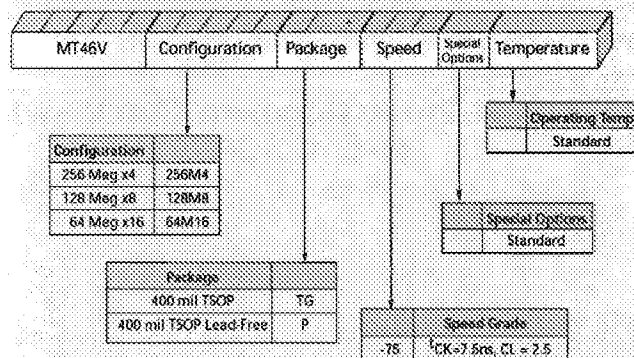 MT46V Configuration Package Speed Special Options Temperature
Operating Temp
Standard
Configuration
256 Meg x4 256M4
128 Meg x8 128M8
64 Meg x16 64M16
Special Options
Standard
Package
400 mil TSOP TG
400 mil TSOP Lead-Free P
Speed Grade
-75 tCK=7.5ns, CL = 2.5